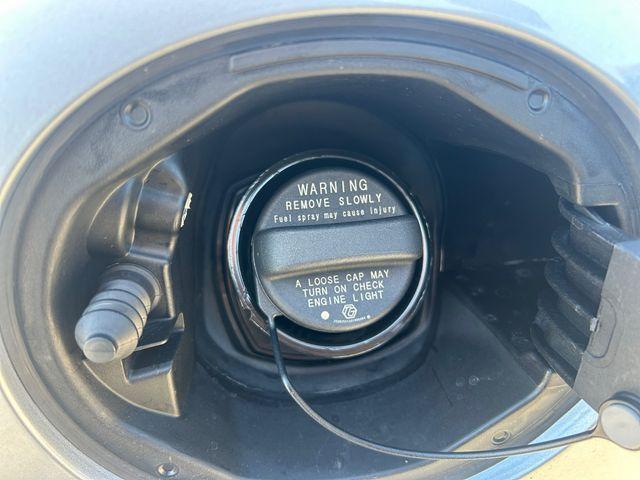 WARNING
REMOVE SLOWLY
Fuel spray may cause injury
A LOOSE CAP MAY
TURN ON CHECK
ENGINE LIGHT